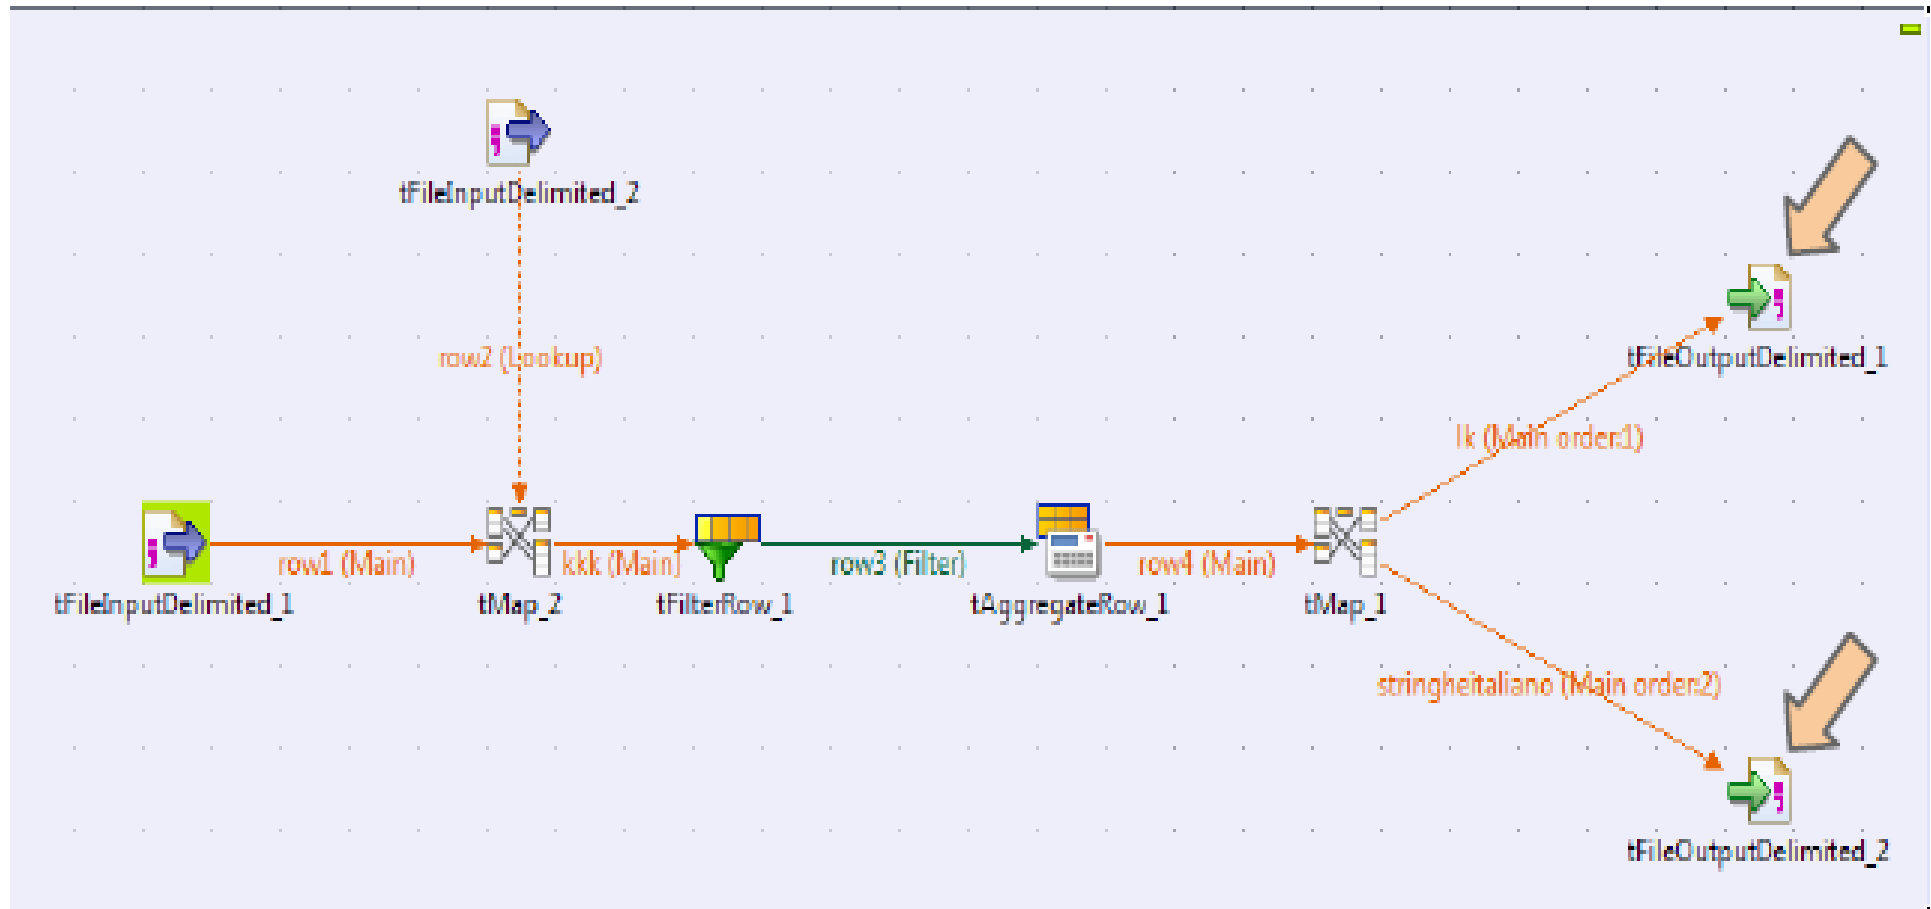 tFileInputDelimited_2
row2 (Lookup)
tFileOutputDelimited_1
lk (Main order:1)
row1 (Main)
kkk (Main)
row3 (Filter)
row4 (Main)
tFileInputDelimited_1
tMap_2
tFilterRow_1
tAggregateRow_1
tMap_1
stringheitaliano (Main order:2)
tFileOutputDelimited_2